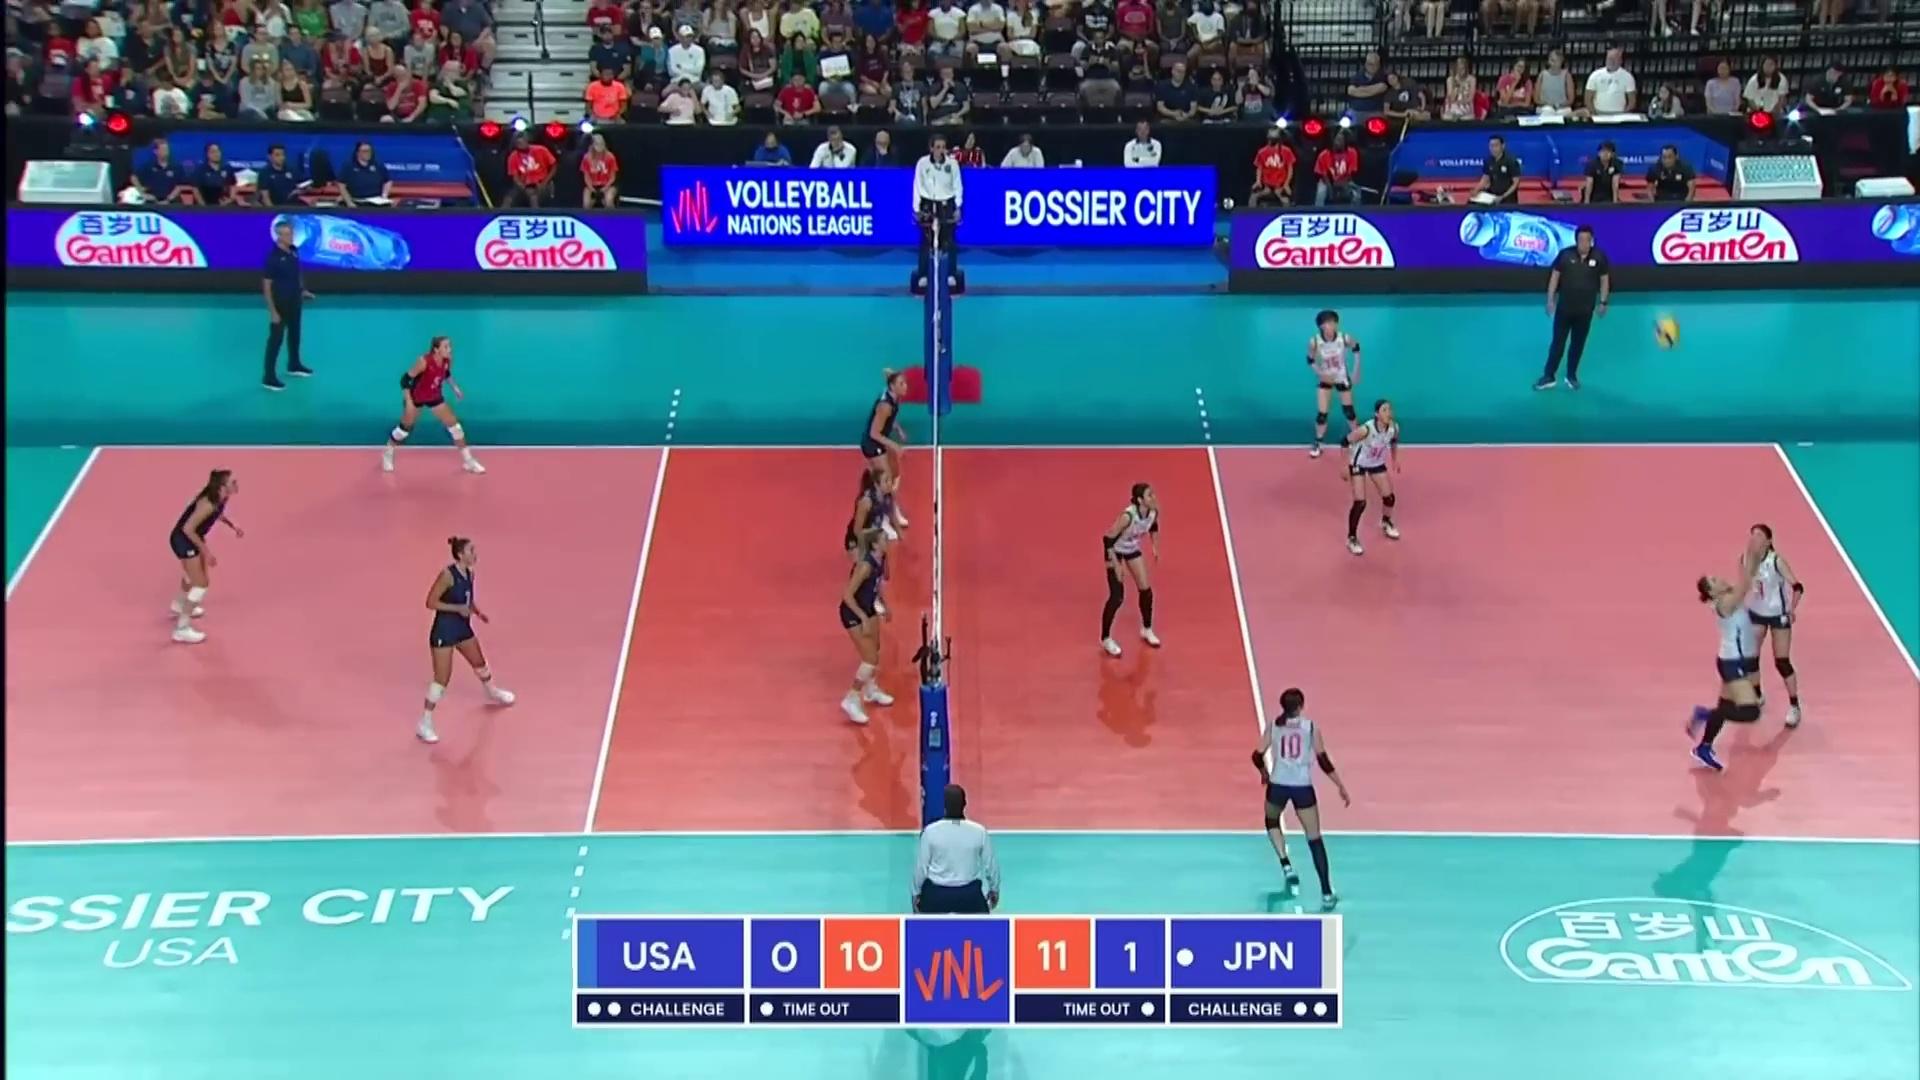 VOLLEYBALL
NATIONS LEAGUE
BOSSIER CITY
百岁山
GantEn
百岁山
GantEn
百岁山
GantEn
百岁山
GantEn
10
SSIER CITY
USA
百岁山
GantEn
USA 0 10 VNL 11 1 JPN
CHALLENGE TIME OUT TIME OUT CHALLENGE